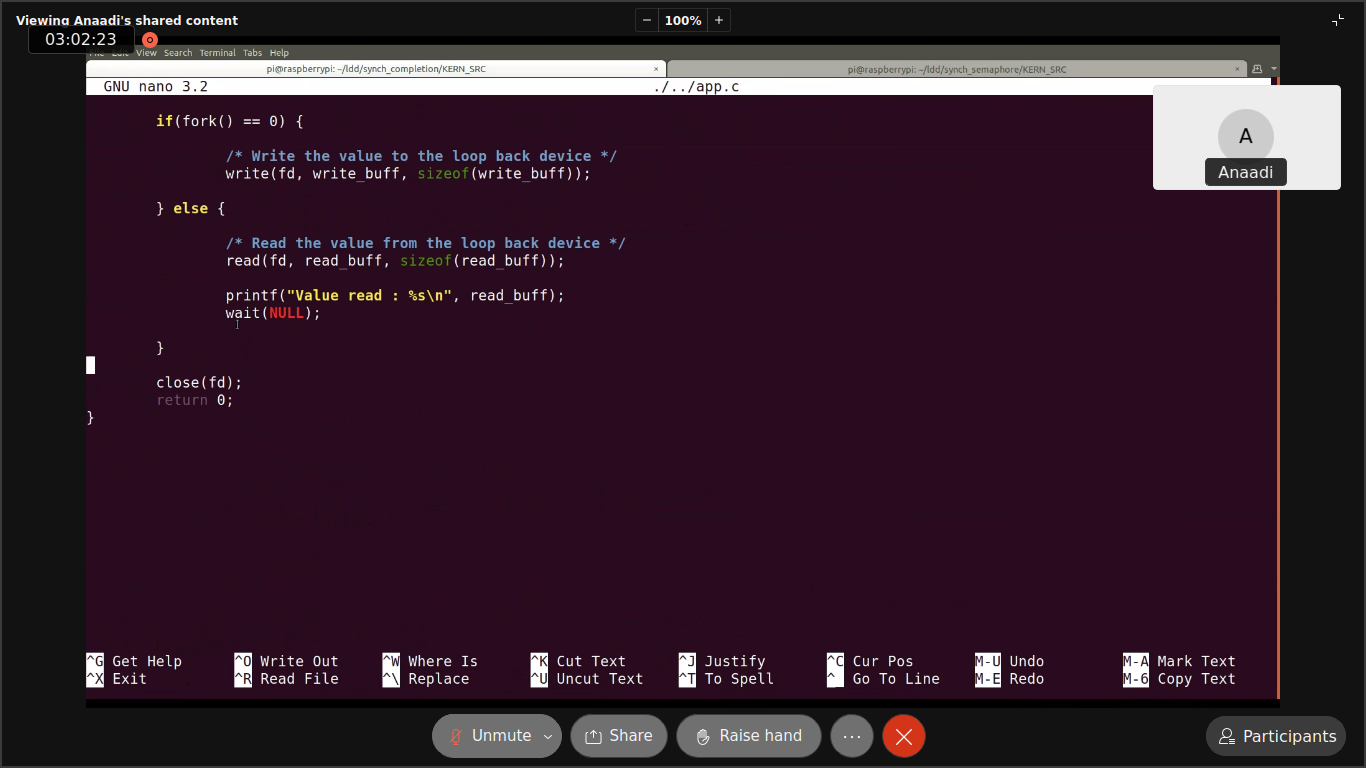 Viewing Anaadi's shared content
− 100% +
03:02:23
File Edit View Search Terminal Tabs Help
pi@raspberrypi: ~/ldd/synch_completion/KERN_SRC × pi@raspberrypi: ~/ldd/synch_semaphore/KERN_SRC ×
GNU nano 3.2 ./../app.c
A
Anaadi
if(fork() == 0) {
/* Write the value to the loop back device */
write(fd, write_buff, sizeof(write_buff));
} else {
/* Read the value from the loop back device */
read(fd, read_buff, sizeof(read_buff));
printf("Value read : %s\n", read_buff);
wait(NULL);
}
close(fd);
return 0;
}
^G Get Help ^O Write Out ^W Where Is ^K Cut Text ^J Justify ^C Cur Pos M-U Undo M-A Mark Text
^X Exit ^R Read File ^\ Replace ^U Uncut Text ^T To Spell ^_ Go To Line M-E Redo M-6 Copy Text
Unmute Share Raise hand ... Participants